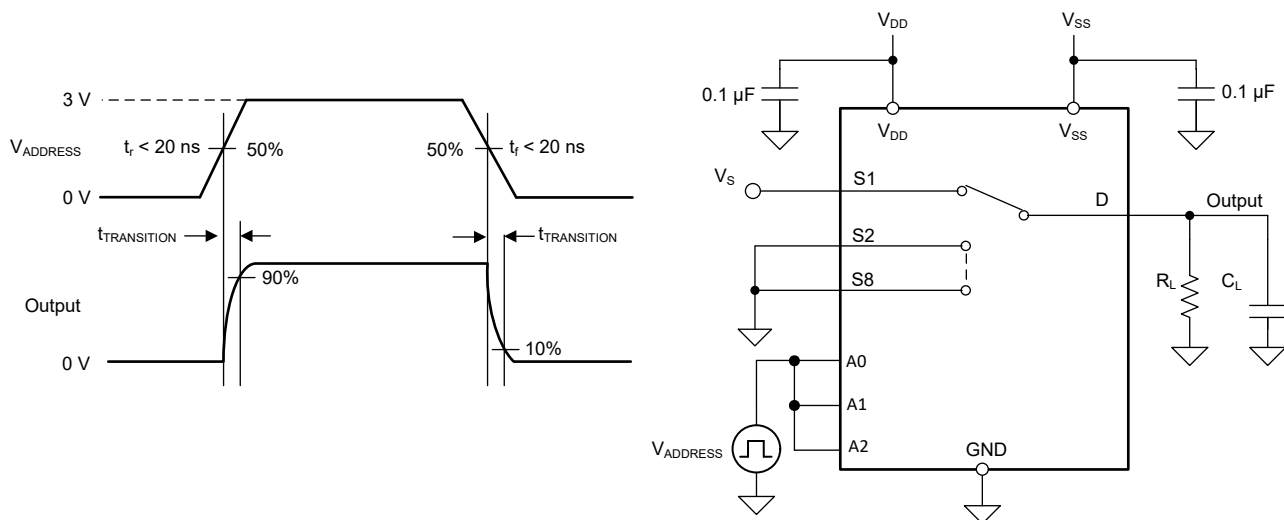 3 V
V_ADDRESS
t_r < 20 ns
50%
50%
t_f < 20 ns
0 V
t_TRANSITION
t_TRANSITION
90%
Output
10%
0 V
V_DD
V_SS
0.1 µF
0.1 µF
V_DD
V_SS
V_S
S1
D
Output
S2
S8
R_L
C_L
A0
A1
A2
V_ADDRESS
GND